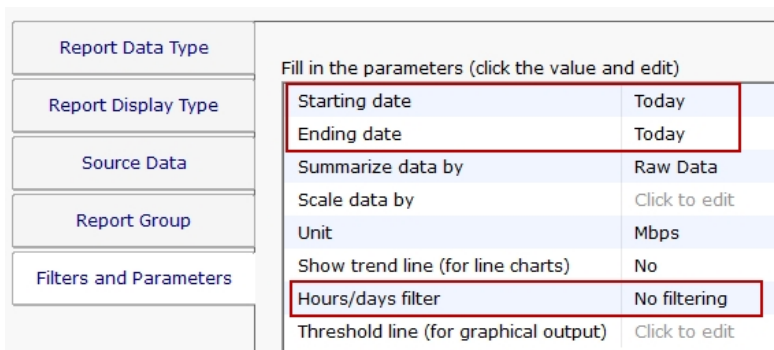 Report Data Type
Report Display Type
Source Data
Report Group
Filters and Parameters
Fill in the parameters (click the value and edit)
Starting date Today
Ending date Today
Summarize data by Raw Data
Scale data by Click to edit
Unit Mbps
Show trend line (for line charts) No
Hours/days filter No filtering
Threshold line (for graphical output) Click to edit